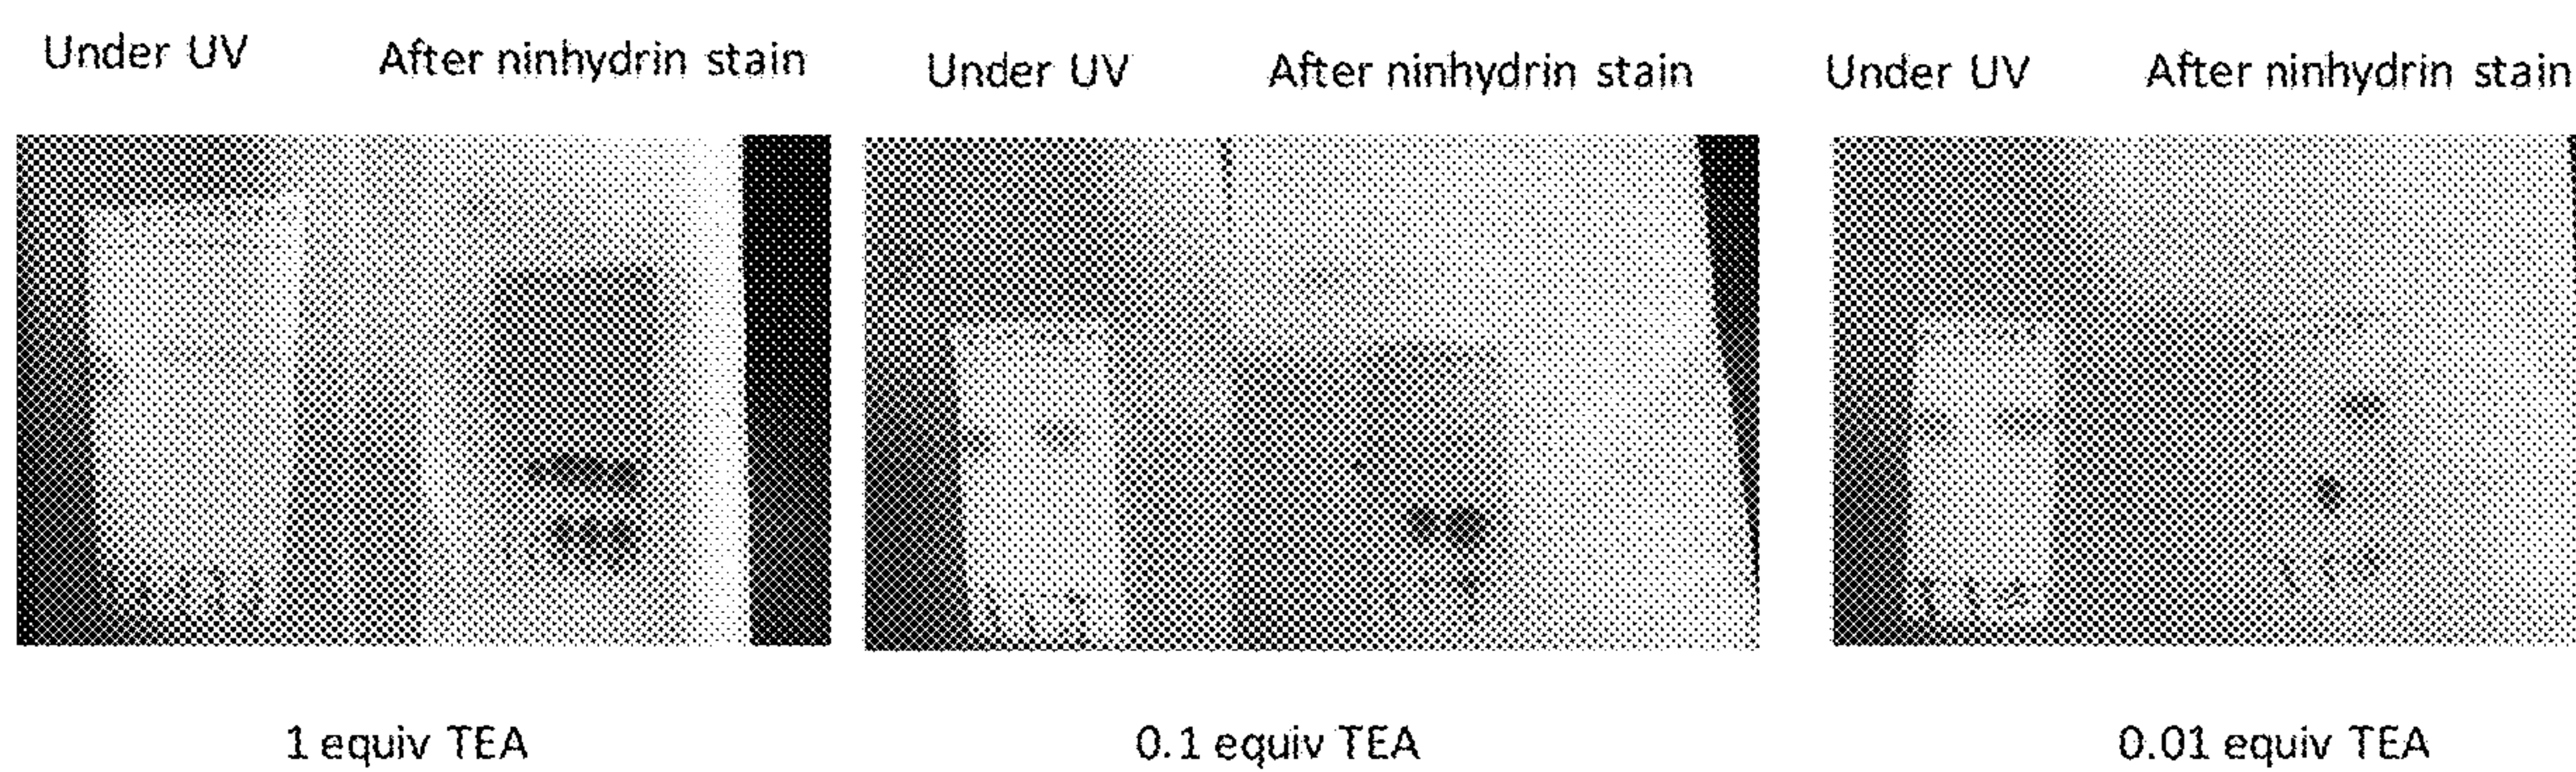 Under UV After ninhydrin stain Under UV After ninhydrin stain Under UV After ninhydrin stain
1 equiv TEA 0.1 equiv TEA 0.01 equiv TEA